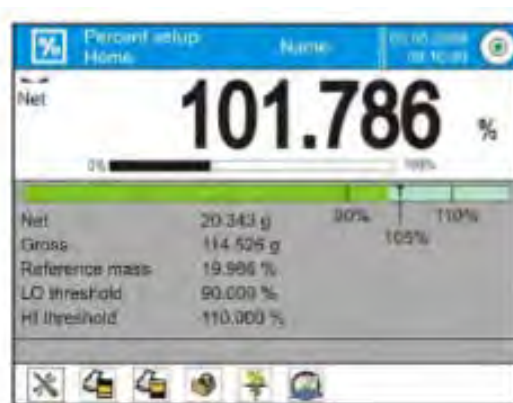 Percent setup
Home
Name
Net
101.786 %
0% 100%
90% 110%
105%
Net 20.343 g
Gross 114.526 g
Reference mass 19.986 %
LO threshold 90.000 %
HI threshold 110.000 %